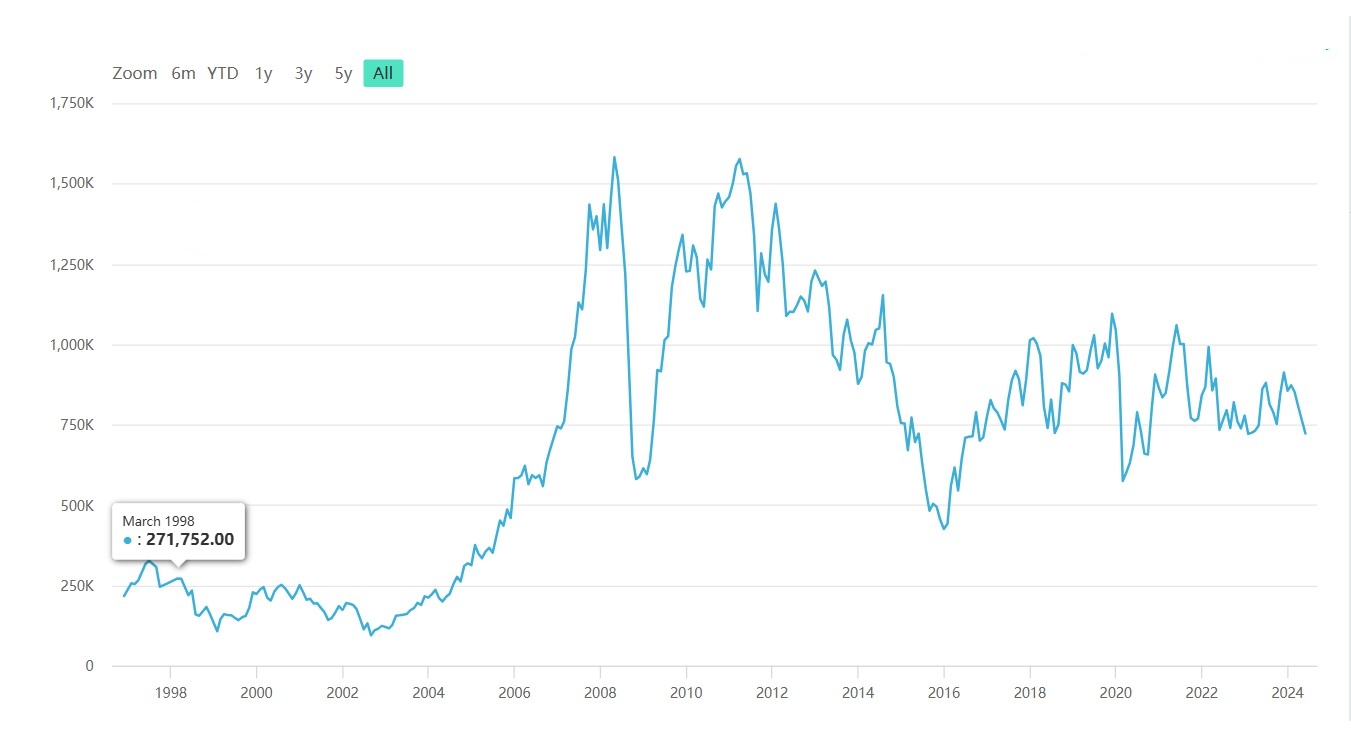 Zoom 6m YTD 1y 3y 5y All
1,750K
1,500K
1,250K
1,000K
750K
500K
250K
0
March 1998
● : 271,752.00
1998 2000 2002 2004 2006 2008 2010 2012 2014 2016 2018 2020 2022 2024